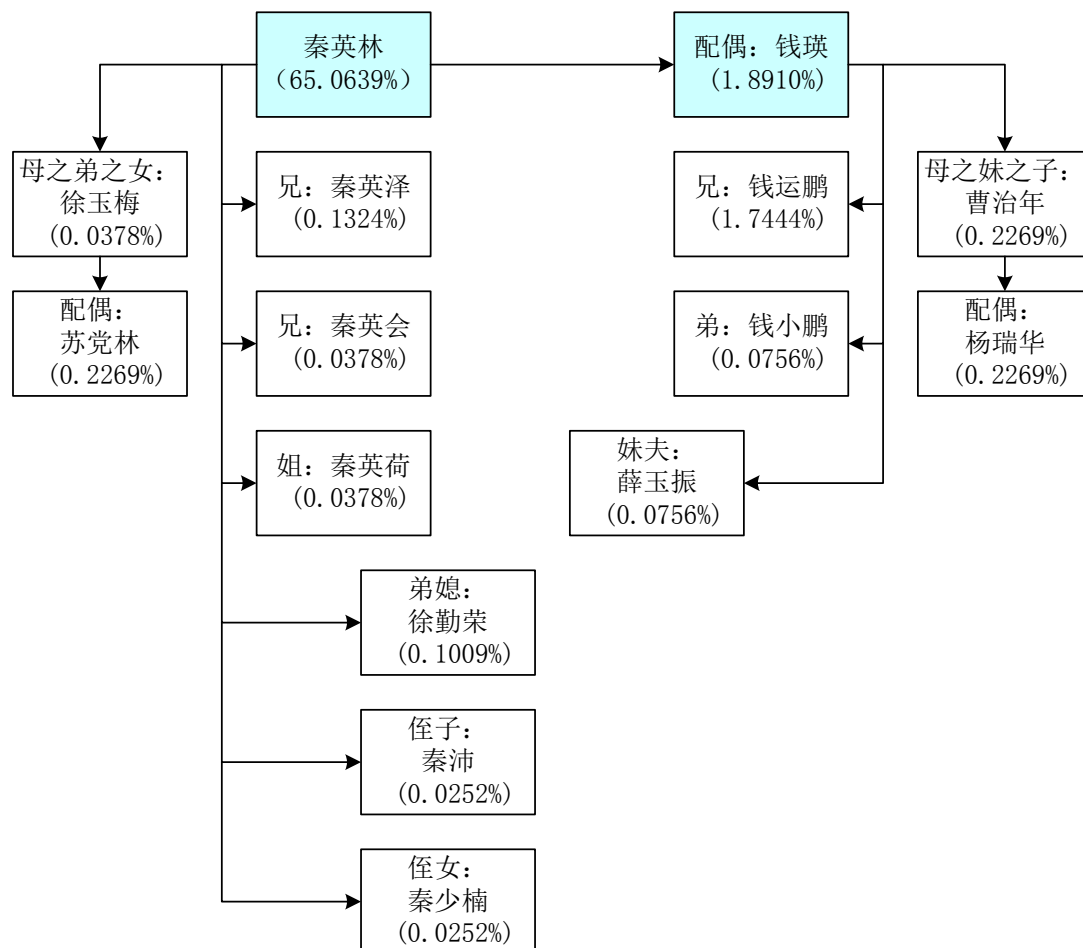 秦英林
（65.0639%）
配偶：钱瑛
(1.8910%)
母之弟之女：
徐玉梅
(0.0378%)
兄：秦英泽
(0.1324%)
兄：钱运鹏
(1.7444%)
母之妹之子：
曹治年
(0.2269%)
配偶：
苏党林
(0.2269%)
兄：秦英会
(0.0378%)
弟：钱小鹏
(0.0756%)
配偶：
杨瑞华
(0.2269%)
姐：秦英荷
(0.0378%)
妹夫：
薛玉振
(0.0756%)
弟媳：
徐勤荣
(0.1009%)
侄子：
秦沛
(0.0252%)
侄女：
秦少楠
(0.0252%)